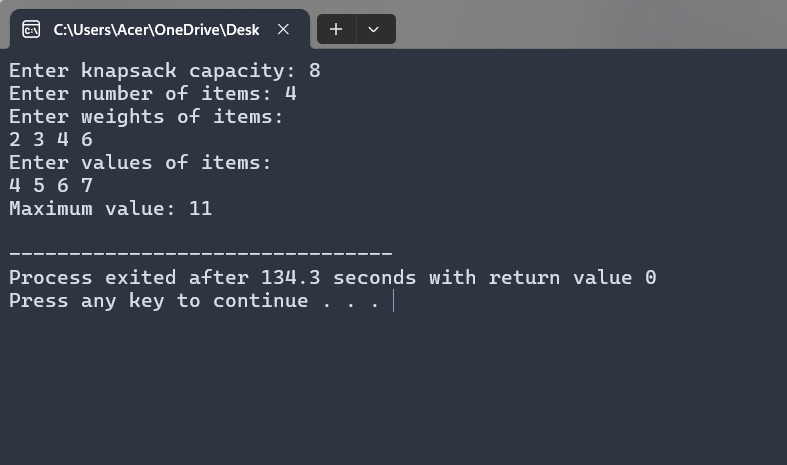 C:\Users\Acer\OneDrive\Desk
Enter knapsack capacity: 8
Enter number of items: 4
Enter weights of items:
2 3 4 6
Enter values of items:
4 5 6 7
Maximum value: 11
--------------------------------
Process exited after 134.3 seconds with return value 0
Press any key to continue . . .